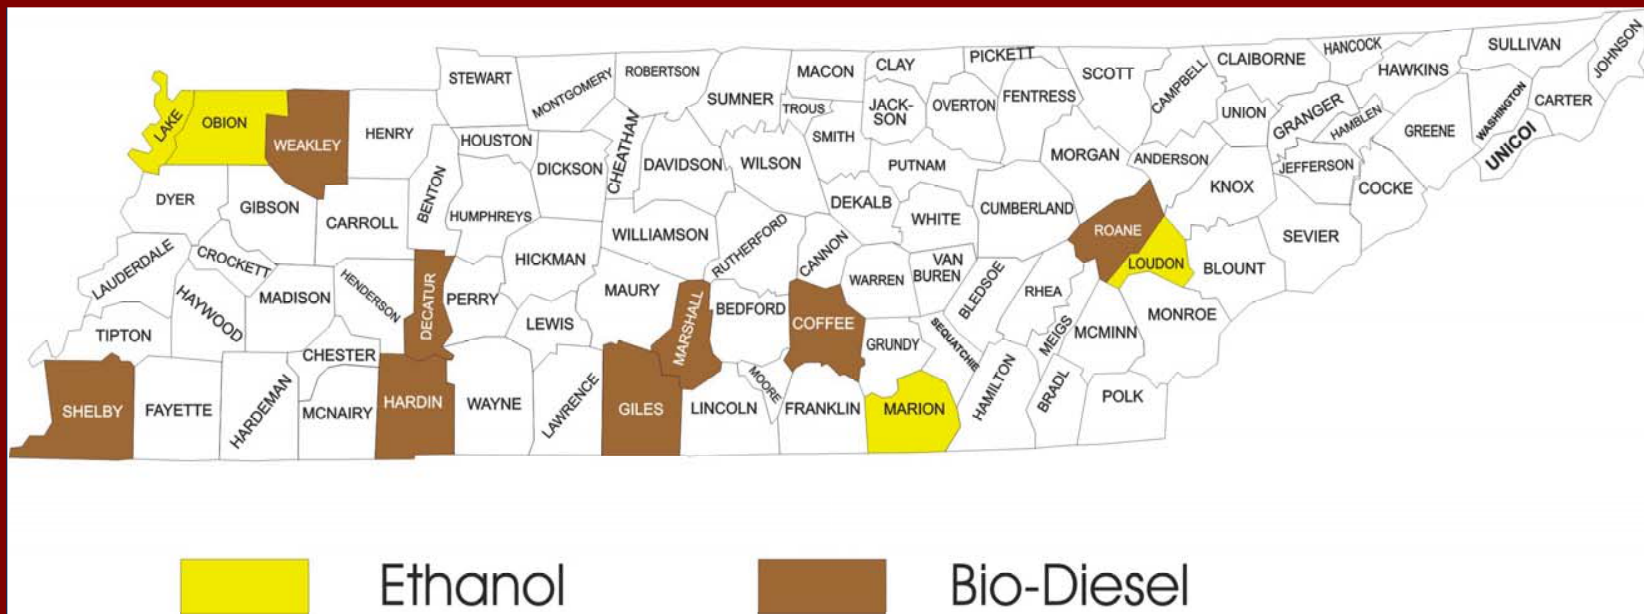 PICKETT
HANCOCK
SULLIVAN
JOHNSON
STEWART
MONTGOMERY
ROBERTSON
MACON
CLAY
SCOTT
CAMPBELL
CLAIBORNE
HAWKINS
CARTER
WASHINGTON
LAKE
OBION
WEAKLEY
HENRY
HOUSTON
DICKSON
CHEATHAN
SUMNER
TROUS
SMITH
JACK-
SON
OVERTON
FENTRESS
UNION
GRANGER
HAMBLEN
GREENE
UNICOI
DAVIDSON
WILSON
PUTNAM
MORGAN
ANDERSON
KNOX
JEFFERSON
COCKE
DYER
GIBSON
CARROLL
BENTON
HUMPHREYS
WILLIAMSON
RUTHERFORD
CANNON
DEKALB
WHITE
CUMBERLAND
ROANE
LOUDON
BLOUNT
SEVIER
LAUDERDALE
CROCKETT
HAYWOOD
MADISON
HENDERSON
DECATUR
PERRY
HICKMAN
LEWIS
MAURY
MARSHALL
BEDFORD
COFFEE
WARREN
VAN
BUREN
BLEDSOE
RHEA
MEIGS
MCMINN
MONROE
TIPTON
CHESTER
GRUNDY
SEQUATCHIE
SHELBY
FAYETTE
HARDEMAN
MCNAIRY
HARDIN
WAYNE
LAWRENCE
GILES
LINCOLN
MOORE
FRANKLIN
MARION
HAMILTON
BRADL
POLK
Ethanol
Bio-Diesel